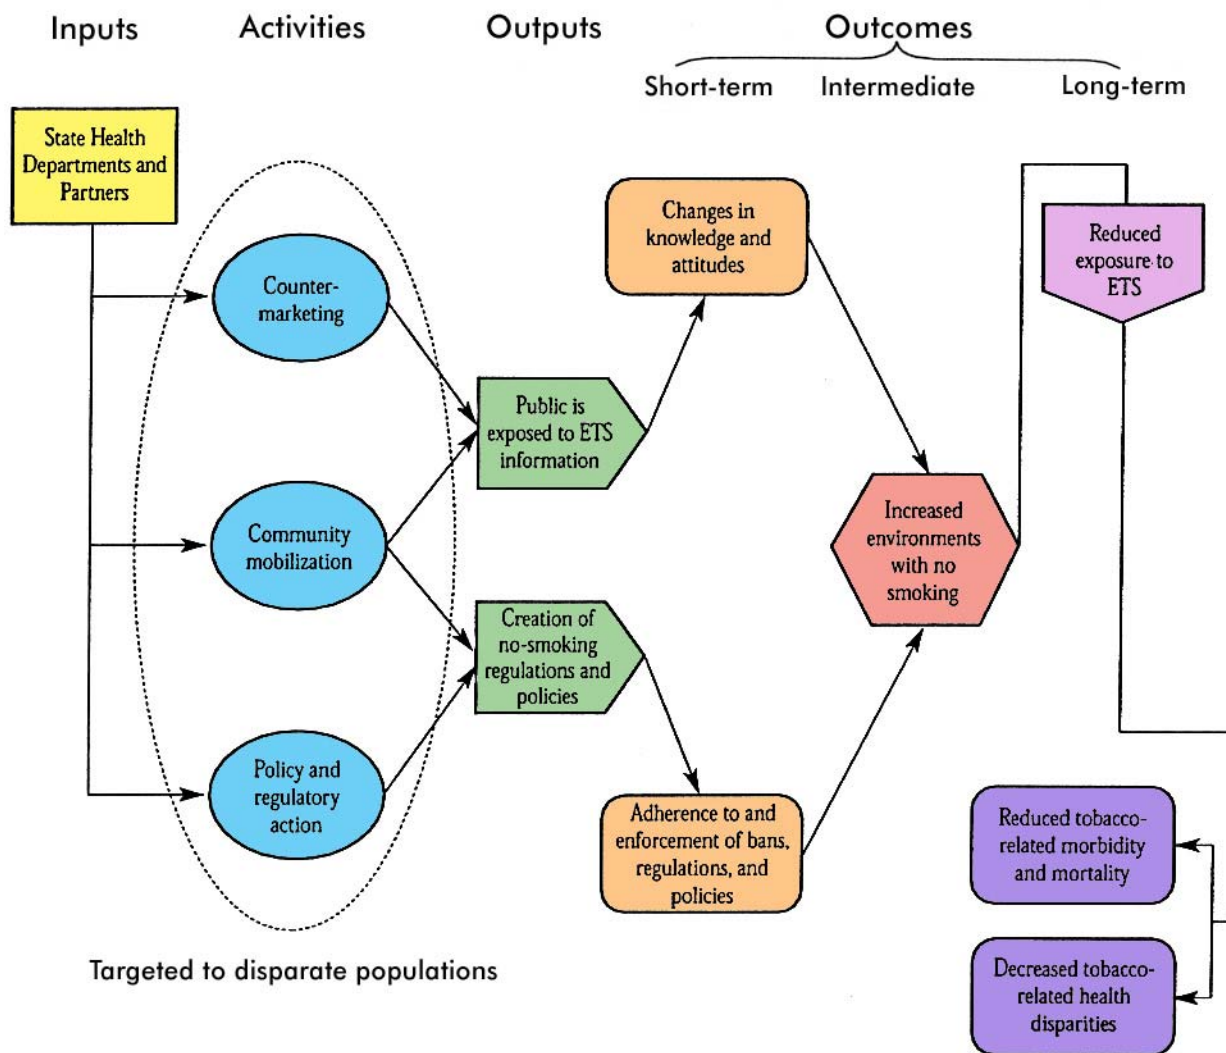 Inputs
Activities
Outputs
Outcomes
Short-term
Intermediate
Long-term
State Health
Departments and
Partners
Counter-
marketing
Community
mobilization
Policy and
regulatory
action
Targeted to disparate populations
Public is
exposed to ETS
information
Creation of
no-smoking
regulations and
policies
Changes in
knowledge and
attitudes
Adherence to and
enforcement of bans,
regulations, and
policies
Increased
environments
with no
smoking
Reduced
exposure to
ETS
Reduced tobacco-
related morbidity
and mortality
Decreased tobacco-
related health
disparities